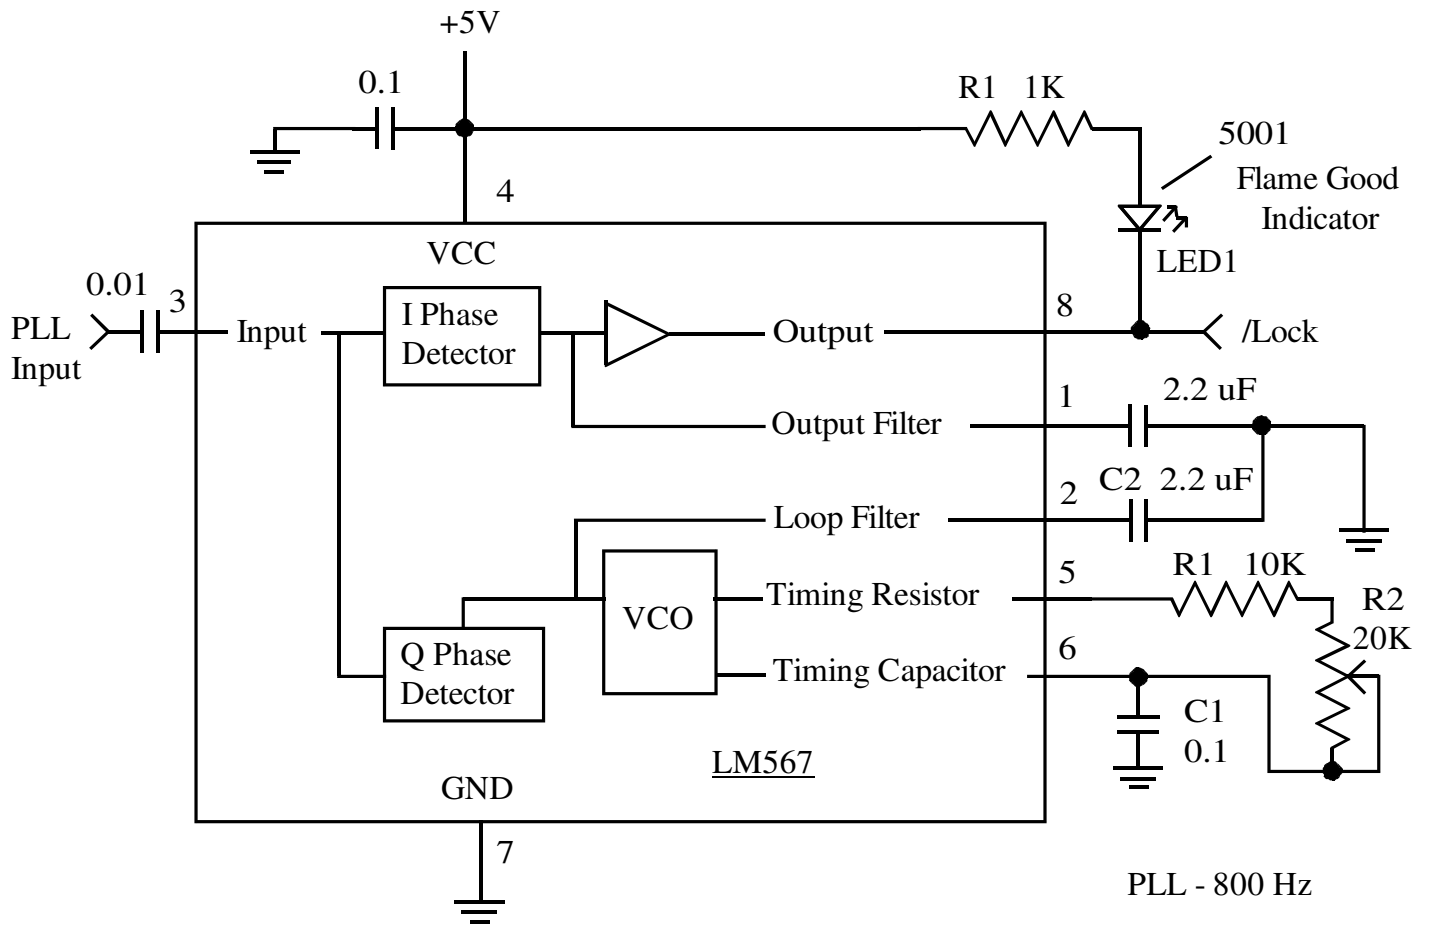 +5V
0.1
R1 1K
5001
Flame Good
Indicator
4
VCC
LED1
0.01
3
PLL
Input
Input
I Phase
Detector
Output
8
/Lock
1
2.2 uF
Output Filter
2
C2 2.2 uF
Loop Filter
5
R1 10K
Timing Resistor
R2
20K
VCO
6
Q Phase
Detector
Timing Capacitor
C1
0.1
LM567
GND
7
PLL - 800 Hz